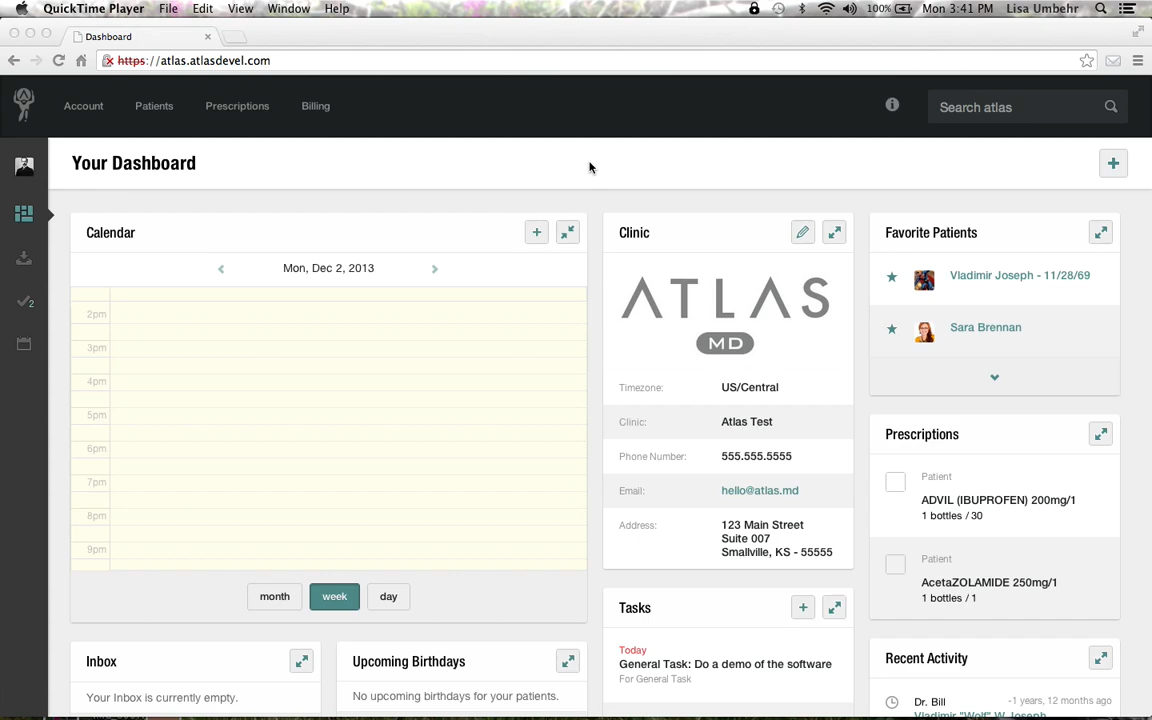 QuickTime Player File Edit View Window Help 100% Mon 3:41 PM Lisa Umbehr
Dashboard
https://atlas.atlasdevel.com
Account Patients Prescriptions Billing Search atlas
Your Dashboard
Calendar
Mon, Dec 2, 2013
2pm
3pm
4pm
5pm
6pm
7pm
8pm
9pm
month week day
2
Inbox
Your Inbox is currently empty.
Upcoming Birthdays
No upcoming birthdays for your patients.
Clinic
ATLAS
MD
Timezone: US/Central
Clinic: Atlas Test
Phone Number: 555.555.5555
Email: hello@atlas.md
Address: 123 Main Street
Suite 007
Smallville, KS - 55555
Tasks
Today
General Task: Do a demo of the software
For General Task
Favorite Patients
Vladimir Joseph - 11/28/69
Sara Brennan
Prescriptions
Patient
ADVIL (IBUPROFEN) 200mg/1
1 bottles / 30
Patient
AcetaZOLAMIDE 250mg/1
1 bottles / 1
Recent Activity
Dr. Bill -1 years, 12 months ago
Vladimir "Wolf" W Joseph